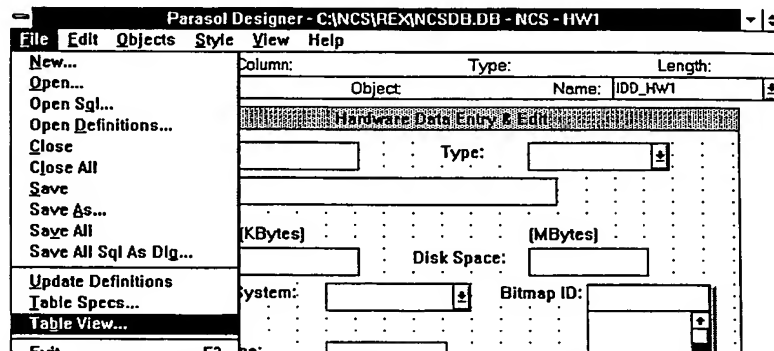 Parasol Designer - C:\NCS\REX\NCSDB.DB - NCS - HW1
File Edit Objects Style View Help
New...
Open...
Open Sql...
Open Definitions...
Close
Close All
Save
Save As...
Save All
Save All Sql As Dlg...
Update Definitions
Table Specs...
Table View...
Exit F3
Column: Type: Length:
Object: Name: IDD_HW1
Hardware Data Entry & Edit
Type:
(KBytes) (MBytes)
Disk Space:
System: Bitmap ID: